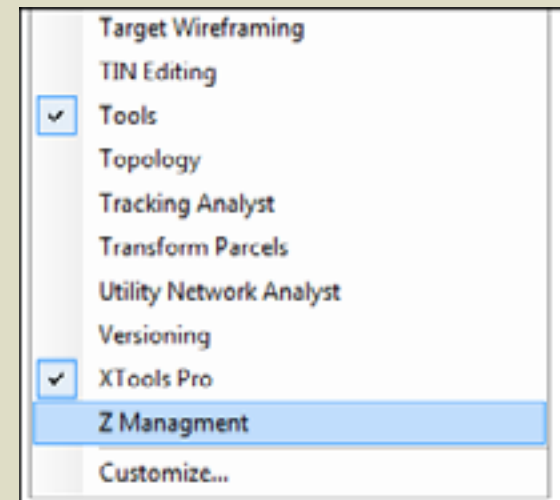 Target Wireframing
TIN Editing
Tools
Topology
Tracking Analyst
Transform Parcels
Utility Network Analyst
Versioning
XTools Pro
Z Managment
Customize...